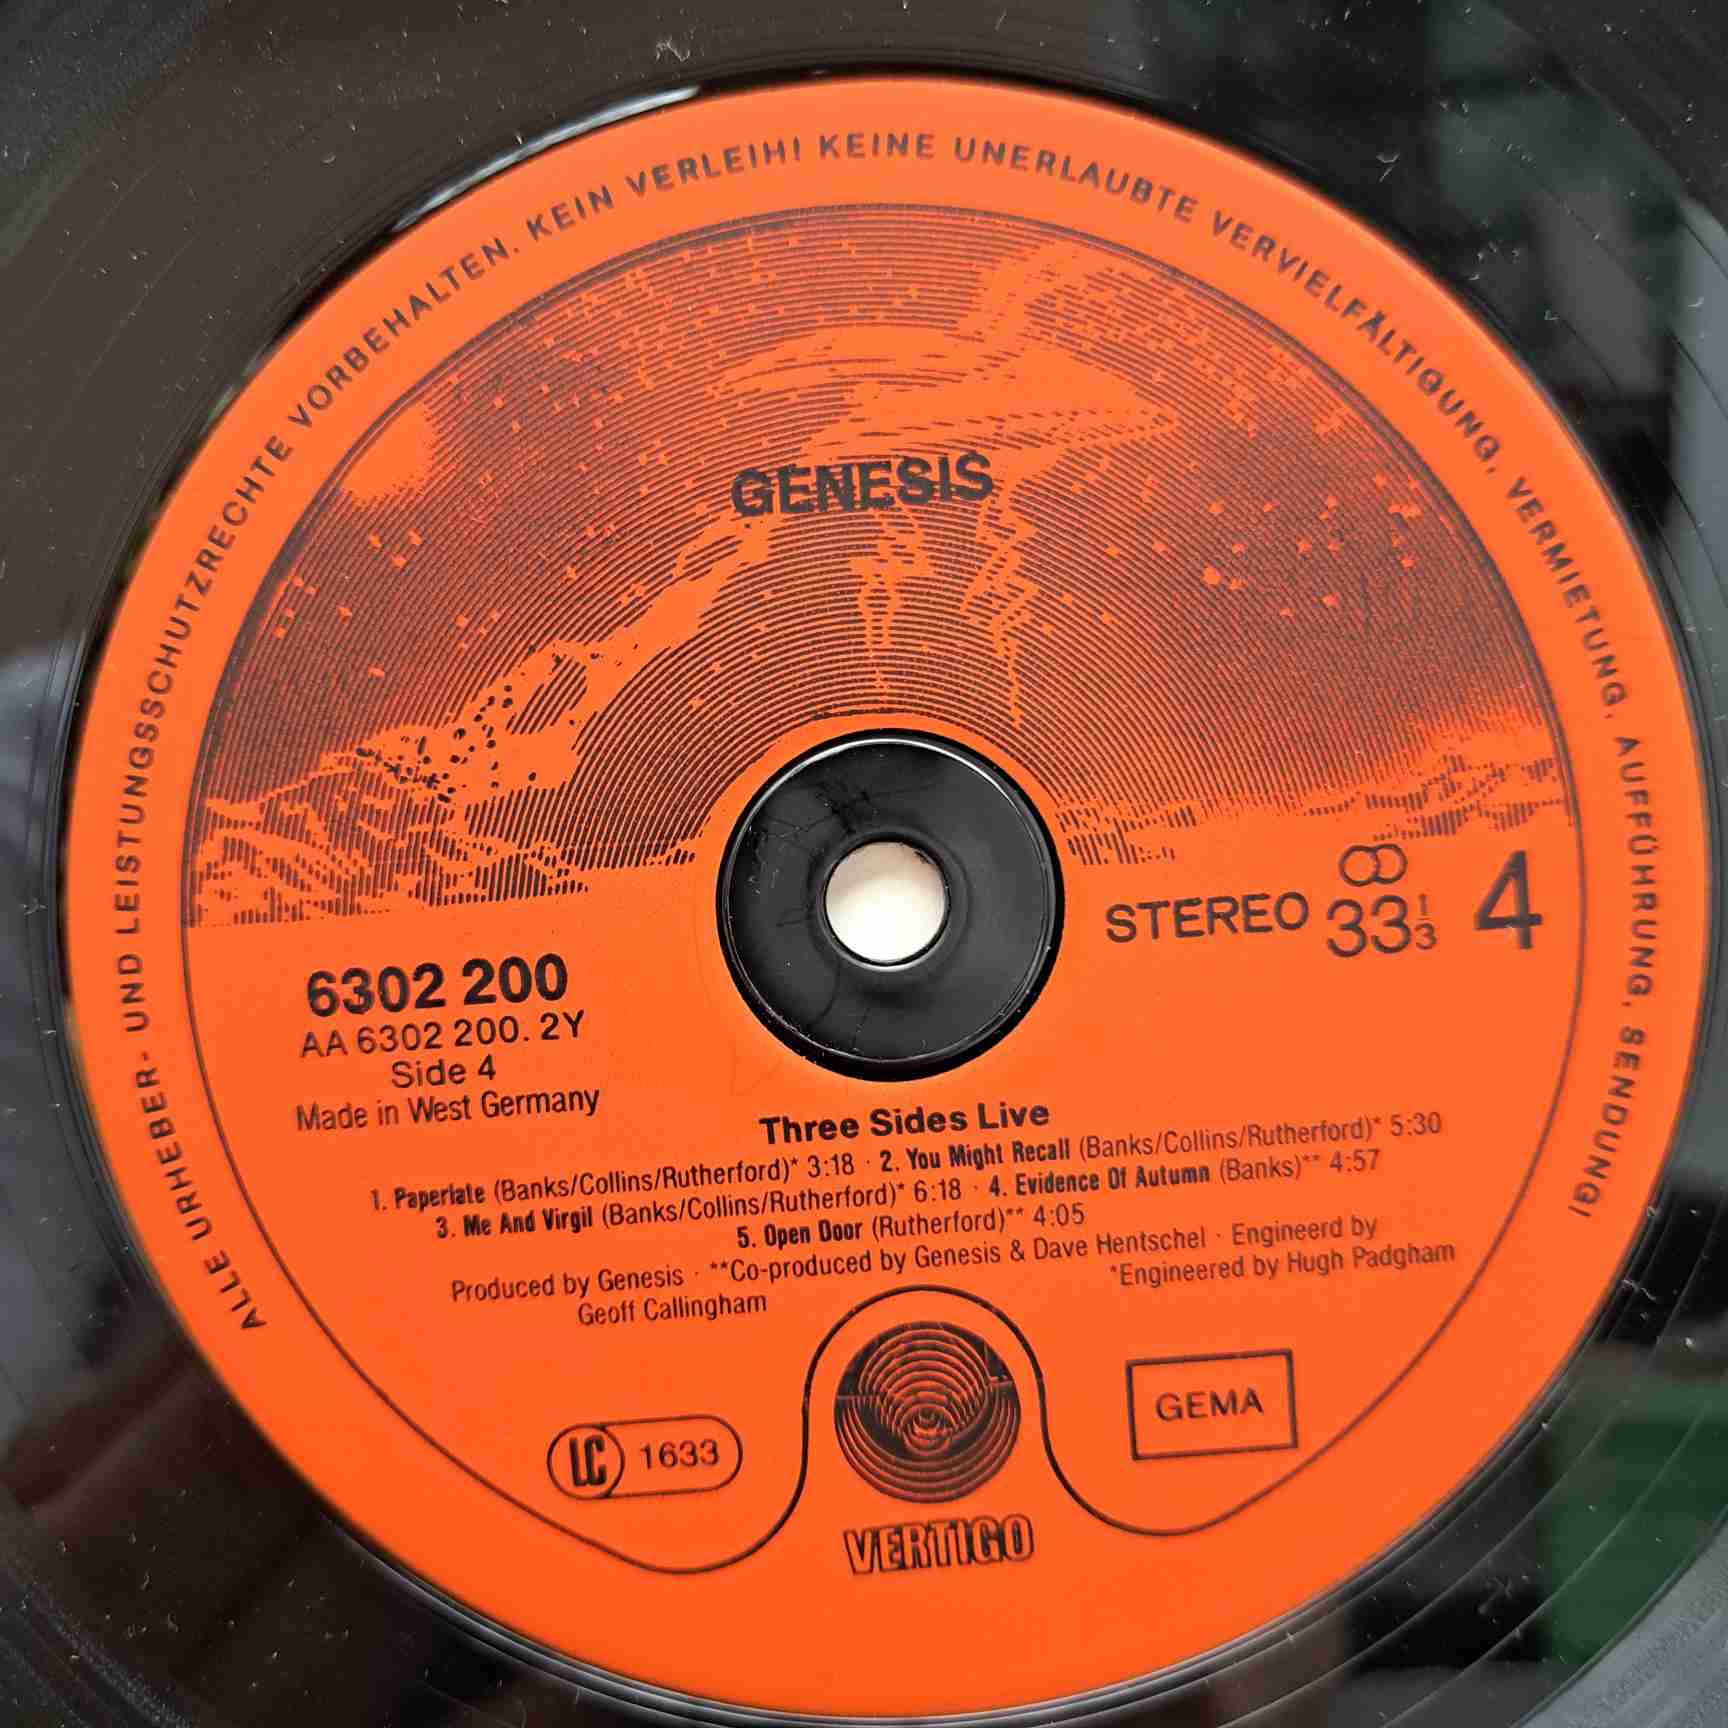 ALLE URHEBER- UND LEISTUNGSSCHUTZRECHTE VORBEHALTEN. KEIN VERLEIH! KEINE UNERLAUBTE VERVIELFÄLTIGUNG, VERMIETUNG, AUFFÜHRUNG, SENDUNG!
GENESIS
STEREO 33 1/3 4
6302 200
AA 6302 200. 2Y
Side 4
Made in West Germany
Three Sides Live
1. Paperlate (Banks/Collins/Rutherford)* 3:18 · 2. You Might Recall (Banks/Collins/Rutherford)* 5:30
3. Me And Virgil (Banks/Collins/Rutherford)* 6:18 · 4. Evidence Of Autumn (Banks)** 4:57
5. Open Door (Rutherford)** 4:05
Produced by Genesis · **Co-produced by Genesis & Dave Hentschel · Engineerd by
Geoff Callingham *Engineered by Hugh Padgham
LC 1633
GEMA
VERTIGO